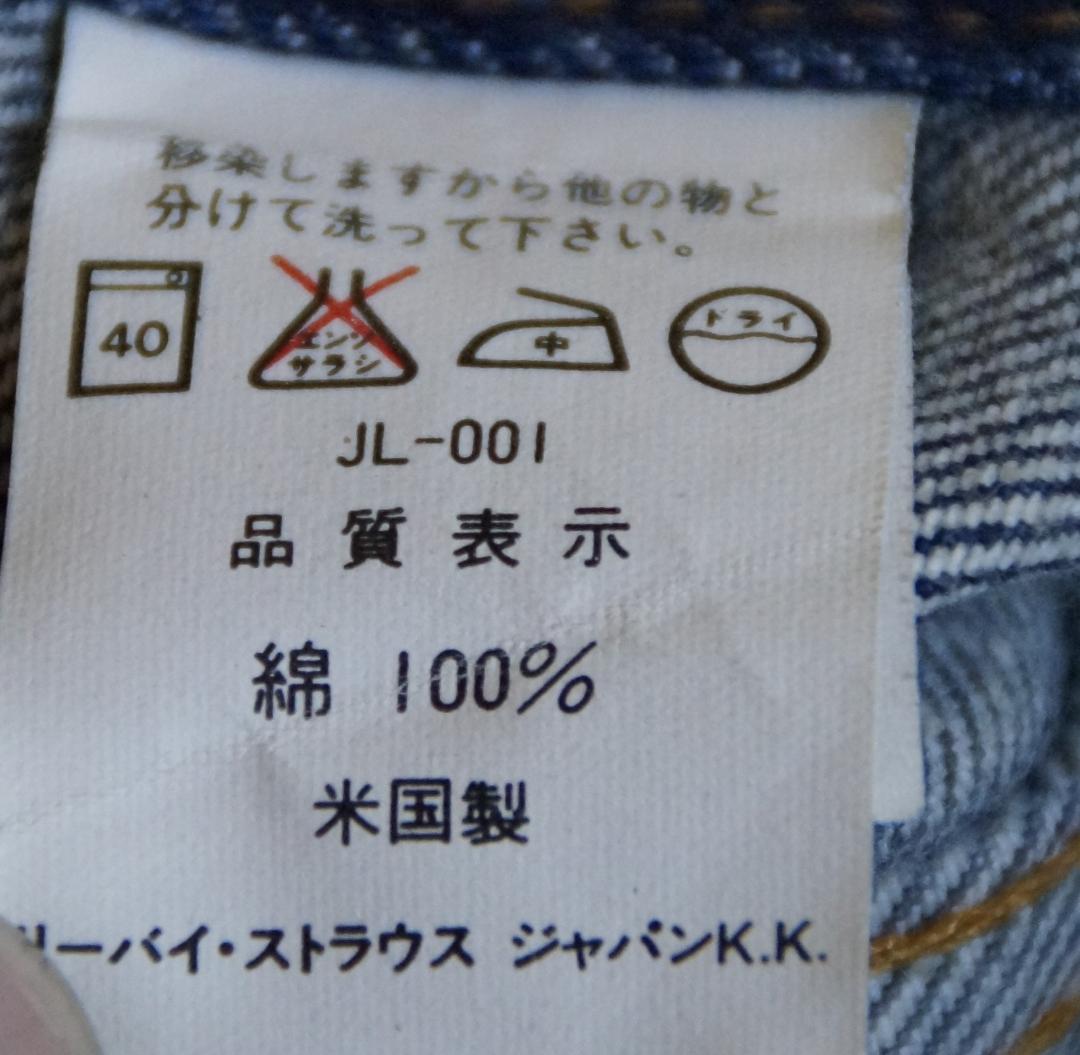 移染しますから他の物と
分けて洗って下さい。
40 エンソサラシ 中 ドライ
JL-001
品質表示
綿 100%
米国製
リーバイ・ストラウス ジャパンK.K.